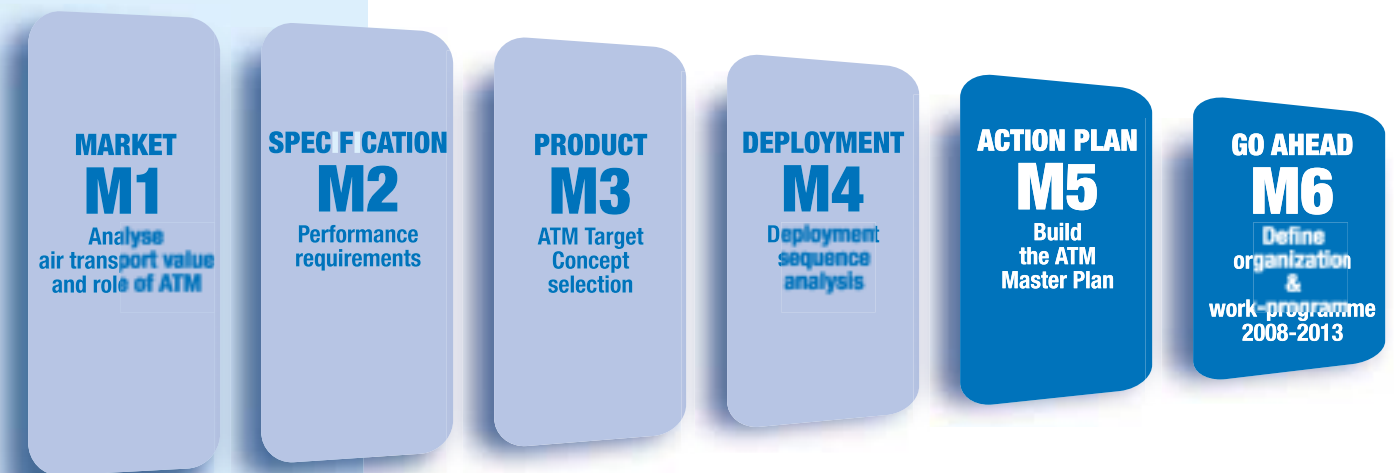 MARKET
M1
Analyse
air transport value
and role of ATM
SPECIFICATION
M2
Performance
requirements
PRODUCT
M3
ATM Target
Concept
selection
DEPLOYMENT
M4
Deployment
sequence
analysis
ACTION PLAN
M5
Build
the ATM
Master Plan
GO AHEAD
M6
Define
organization
&
work-programme
2008-2013